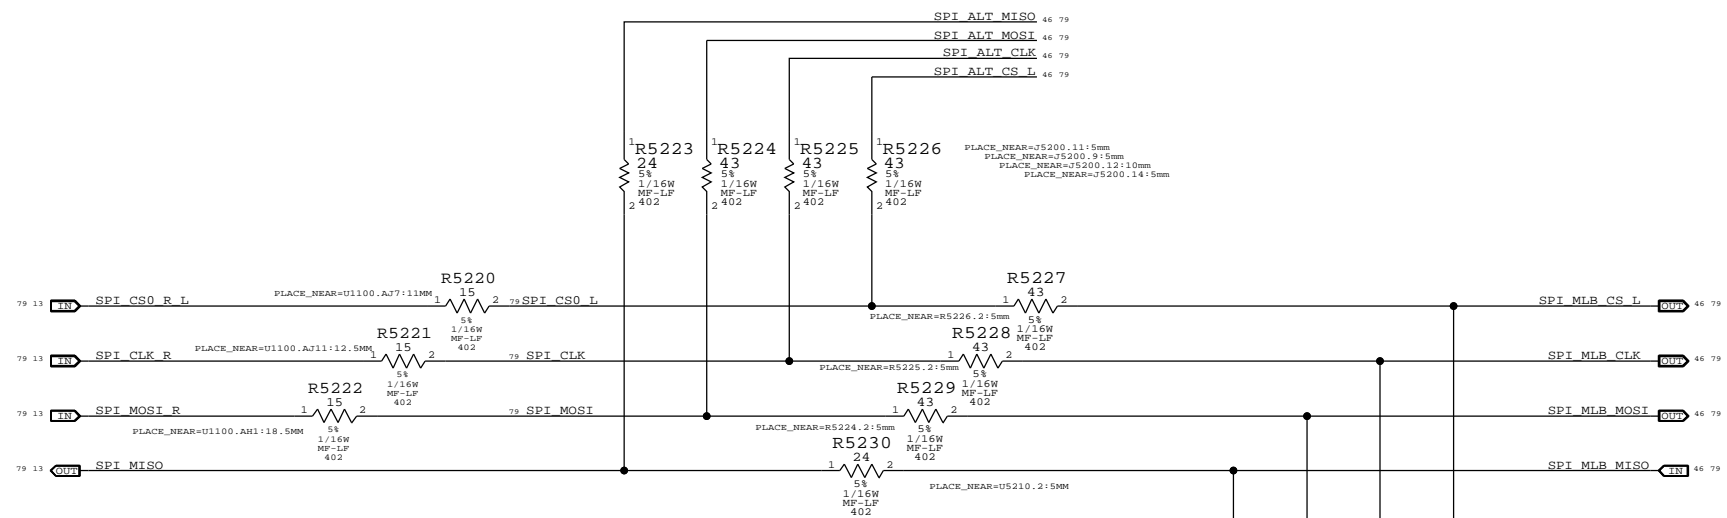 SPI_ALT_MISO 46 79
SPI_ALT_MOSI 46 79
SPI_ALT_CLK 46 79
SPI_ALT_CS_L 46 79
1 R5223
24
5%
1/16W
MF-LF
2 402
1 R5224
43
5%
1/16W
MF-LF
2 402
1 R5225
43
5%
1/16W
MF-LF
2 402
1 R5226
43
5%
1/16W
MF-LF
2 402
PLACE_NEAR=J5200.11:5mm
PLACE_NEAR=J5200.9:5mm
PLACE_NEAR=J5200.12:10mm
PLACE_NEAR=J5200.14:5mm
79 13 IN SPI_CS0_R_L
PLACE_NEAR=U1100.AJ7:11MM
R5220
1 15 2
5%
1/16W
MF-LF
402
79 SPI_CS0_L
PLACE_NEAR=R5226.2:5mm
R5227
1 43 2
5%
1/16W
MF-LF
402
SPI_MLB_CS_L OUT 46 79
79 13 IN SPI_CLK_R
PLACE_NEAR=U1100.AJ11:12.5MM
R5221
1 15 2
5%
1/16W
MF-LF
402
79 SPI_CLK
PLACE_NEAR=R5225.2:5mm
R5228
1 43 2
5%
1/16W
MF-LF
402
SPI_MLB_CLK OUT 46 79
79 13 IN SPI_MOSI_R
PLACE_NEAR=U1100.AH1:18.5MM
R5222
1 15 2
5%
1/16W
MF-LF
402
79 SPI_MOSI
PLACE_NEAR=R5224.2:5mm
R5229
1 43 2
5%
1/16W
MF-LF
402
SPI_MLB_MOSI OUT 46 79
79 13 OUT SPI_MISO
R5230
1 24 2
5%
1/16W
MF-LF
402
PLACE_NEAR=U5210.2:5MM
SPI_MLB_MISO IN 46 79